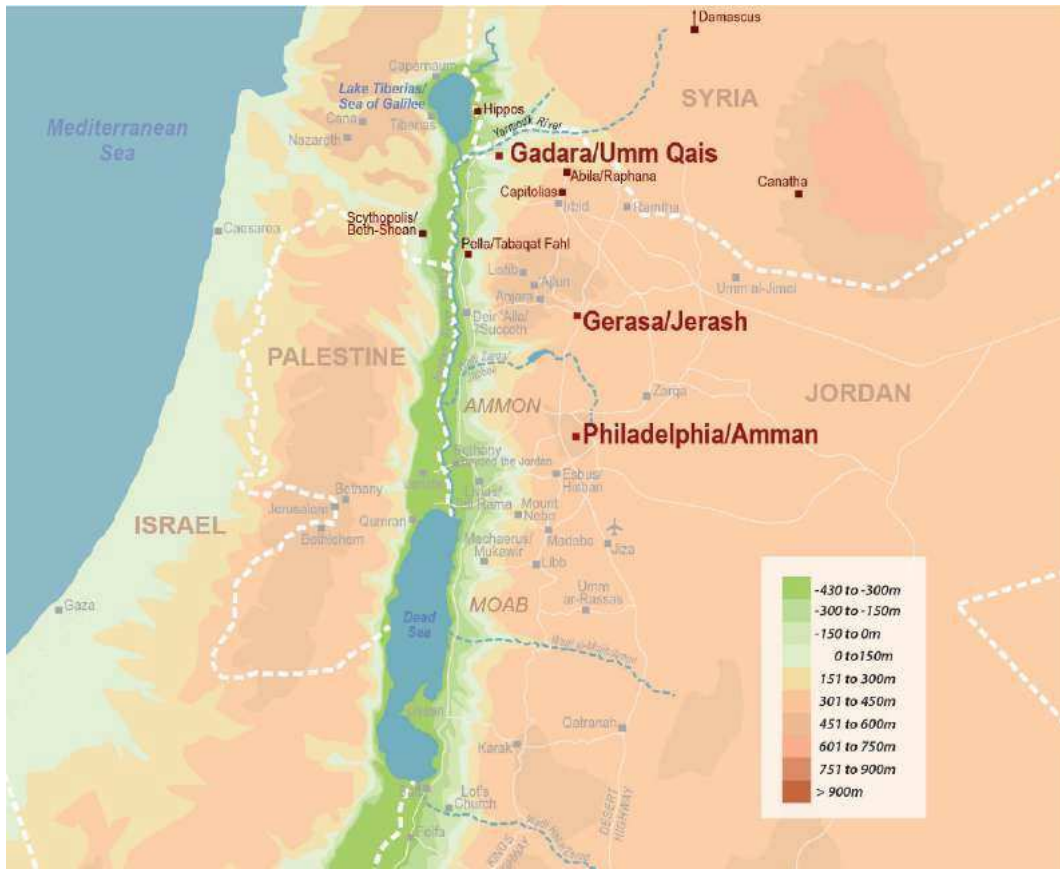 Damascus
Capernaum
SYRIA
Lake Tiberias/
Sea of Galilee
Hippos
Cana
Tiberias
Mediterranean
Sea
Yarmouk River
Nazareth
Gadara/Umm Qais
Abila/Raphana
Canatha
Capitolias
Irbid
Ramtha
Scythopolis/
Beth-Shean
Caesarea
Pella/Tabaqat Fahl
Listib
'Ajlun
Umm al-Jimal
Anjara
Deir 'Alla/
Succoth
Gerasa/Jerash
PALESTINE
JORDAN
Zarqa
AMMON
Philadelphia/Amman
Bethany
Beyond the Jordan
Esbus/
Hisban
Bethany
Mount
Nebo
Jerusalem
Qumran
ISRAEL
Bethlehem
Madaba
Machaerus/
Mukawir
Jiza
Libb
-430 to -300m
-300 to -150m
-150 to 0m
0 to150m
151 to 300m
301 to 450m
451 to 600m
601 to 750m
751 to 900m
> 900m
Gaza
Umm
ar-Rassas
MOAB
Dead
Sea
Qatranah
Karak
Lot's
Church
DESERT
HIGHWAY